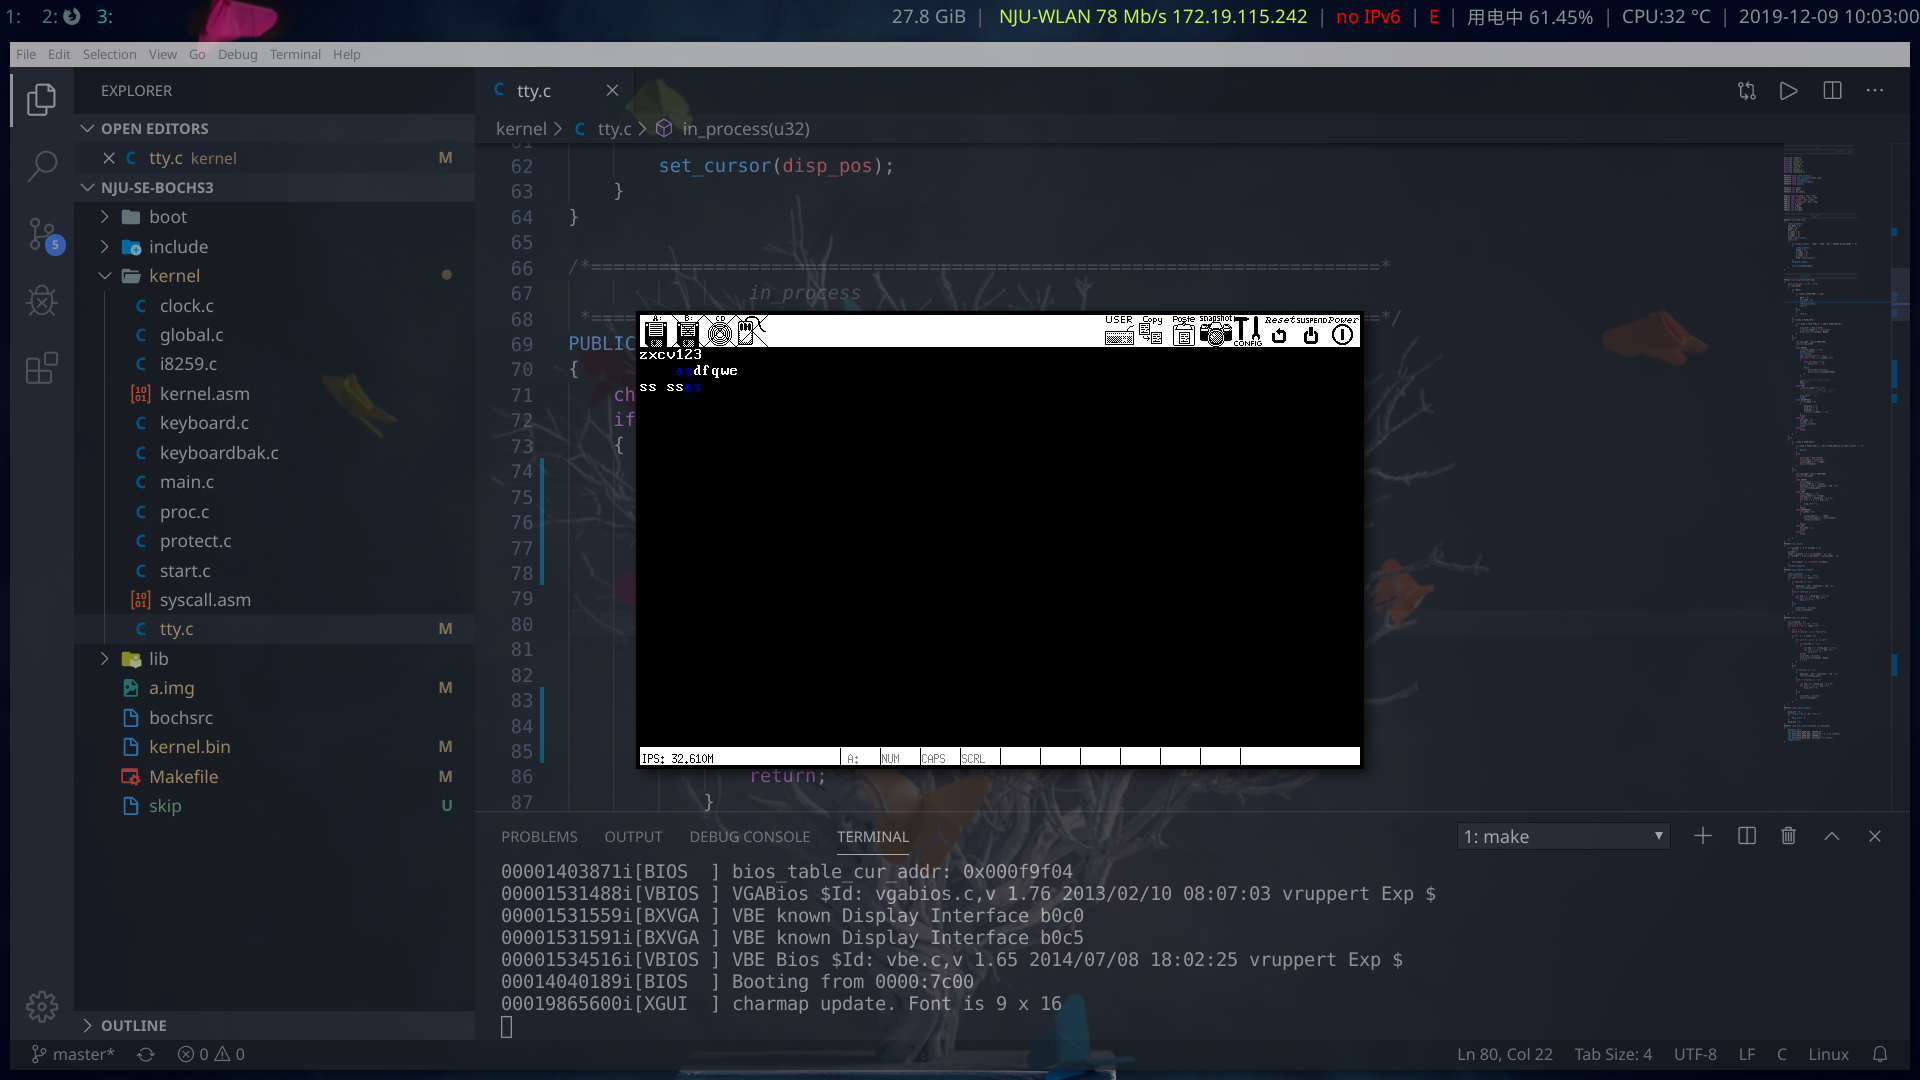 1: 2: 3: 27.8 GiB | NJU-WLAN 78 Mb/s 172.19.115.242 | no IPv6 | E | 用电中 61.45% | CPU:32 °C | 2019-12-09 10:03:00
File Edit Selection View Go Debug Terminal Help
EXPLORER
OPEN EDITORS
tty.c kernel M
NJU-SE-BOCHS3
boot
include
kernel
clock.c
global.c
i8259.c
kernel.asm
keyboard.c
keyboardbak.c
main.c
proc.c
protect.c
start.c
syscall.asm
tty.c M
lib
a.img M
bochsrc
kernel.bin M
Makefile M
skip U
OUTLINE
5
tty.c
kernel > tty.c > in_process(u32)
61
62 set_cursor(disp_pos);
63 }
64 }
65
66 /*======================================================================*
67 in_process
68 *======================================================================*/
69 PUBLIC
70 {
71 ch
72 if
73 {
74
75
76
77
78
79
80
81
82
83
84
85
86 return;
87 }
A: B: CD USER Copy Paste snapshot CONFIG Reset SUSPEND Power
zxcv123
asdfqwe
ss ssas
IPS: 32.610M A: NUM CAPS SCRL
PROBLEMS OUTPUT DEBUG CONSOLE TERMINAL 1: make
00001403871i[BIOS  ] bios_table_cur_addr: 0x000f9f04
00001531488i[VBIOS ] VGABios $Id: vgabios.c,v 1.76 2013/02/10 08:07:03 vruppert Exp $
00001531559i[BXVGA ] VBE known Display Interface b0c0
00001531591i[BXVGA ] VBE known Display Interface b0c5
00001534516i[VBIOS ] VBE Bios $Id: vbe.c,v 1.65 2014/07/08 18:02:25 vruppert Exp $
00014040189i[BIOS  ] Booting from 0000:7c00
00019865600i[XGUI  ] charmap update. Font is 9 x 16
master* 0 0 Ln 80, Col 22 Tab Size: 4 UTF-8 LF C Linux